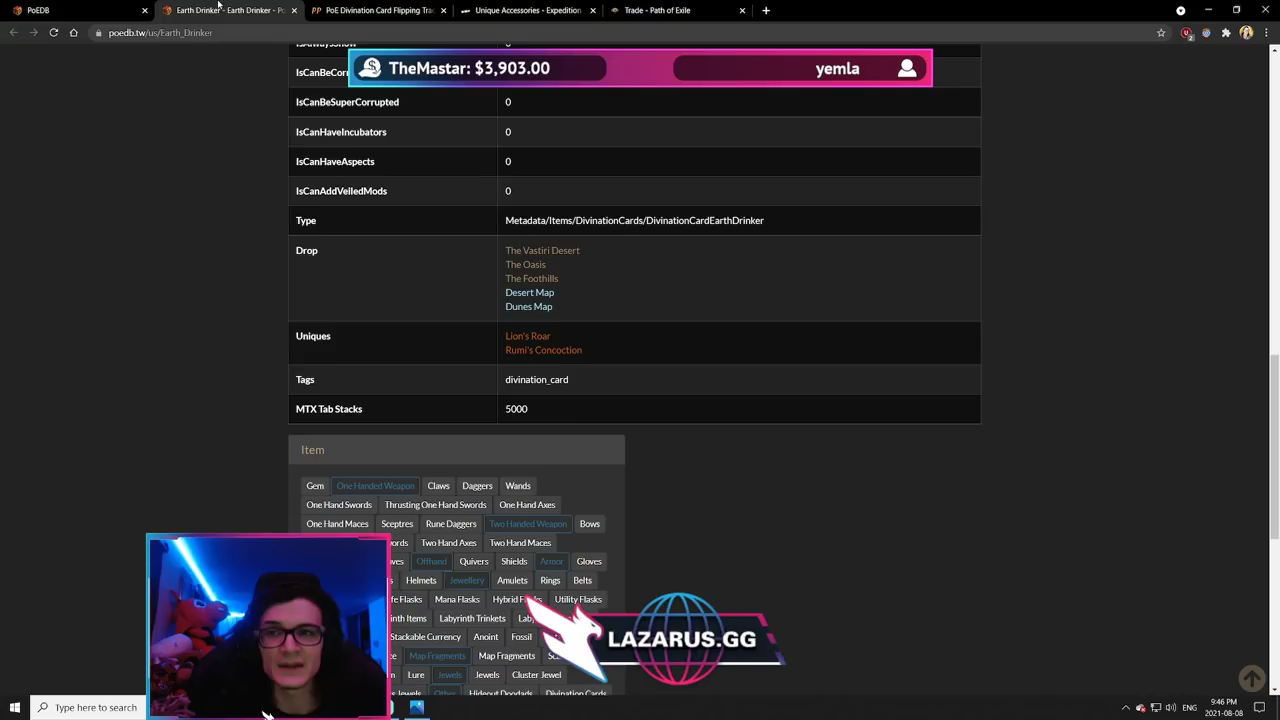 PoEDB
Earth Drinker - Earth Drinker - Po
PoE Divination Card Flipping Tra
Unique Accessories - Expedition
Trade - Path of Exile
poedb.tw/us/Earth_Drinker
TheMastar: $3,903.00
yemla
IsCanBeSuperCorrupted 0
IsCanHaveIncubators 0
IsCanHaveAspects 0
IsCanAddVeiledMods 0
Type Metadata/Items/DivinationCards/DivinationCardEarthDrinker
Drop The Vastiri Desert
The Oasis
The Foothills
Desert Map
Dunes Map
Uniques Lion's Roar
Rumi's Concoction
Tags divination_card
MTX Tab Stacks 5000
Item
Gem One Handed Weapon Claws Daggers Wands
One Hand Swords Thrusting One Hand Swords One Hand Axes
One Hand Maces Sceptres Rune Daggers Two Handed Weapon Bows
Two Hand Axes Two Hand Maces
Offhand Quivers Shields Armor Gloves
Helmets Jewellery Amulets Rings Belts
Mana Flasks Utility Flasks
Labyrinth Trinkets
Stackable Currency Anoint Fossil
Map Fragments Map Fragments
Lure Jewels Jewels Cluster Jewel
Jewels Other Hideout Doodads Divination Cards
LAZARUS.GG
Type here to search
ENG
9:46 PM
2021-08-08